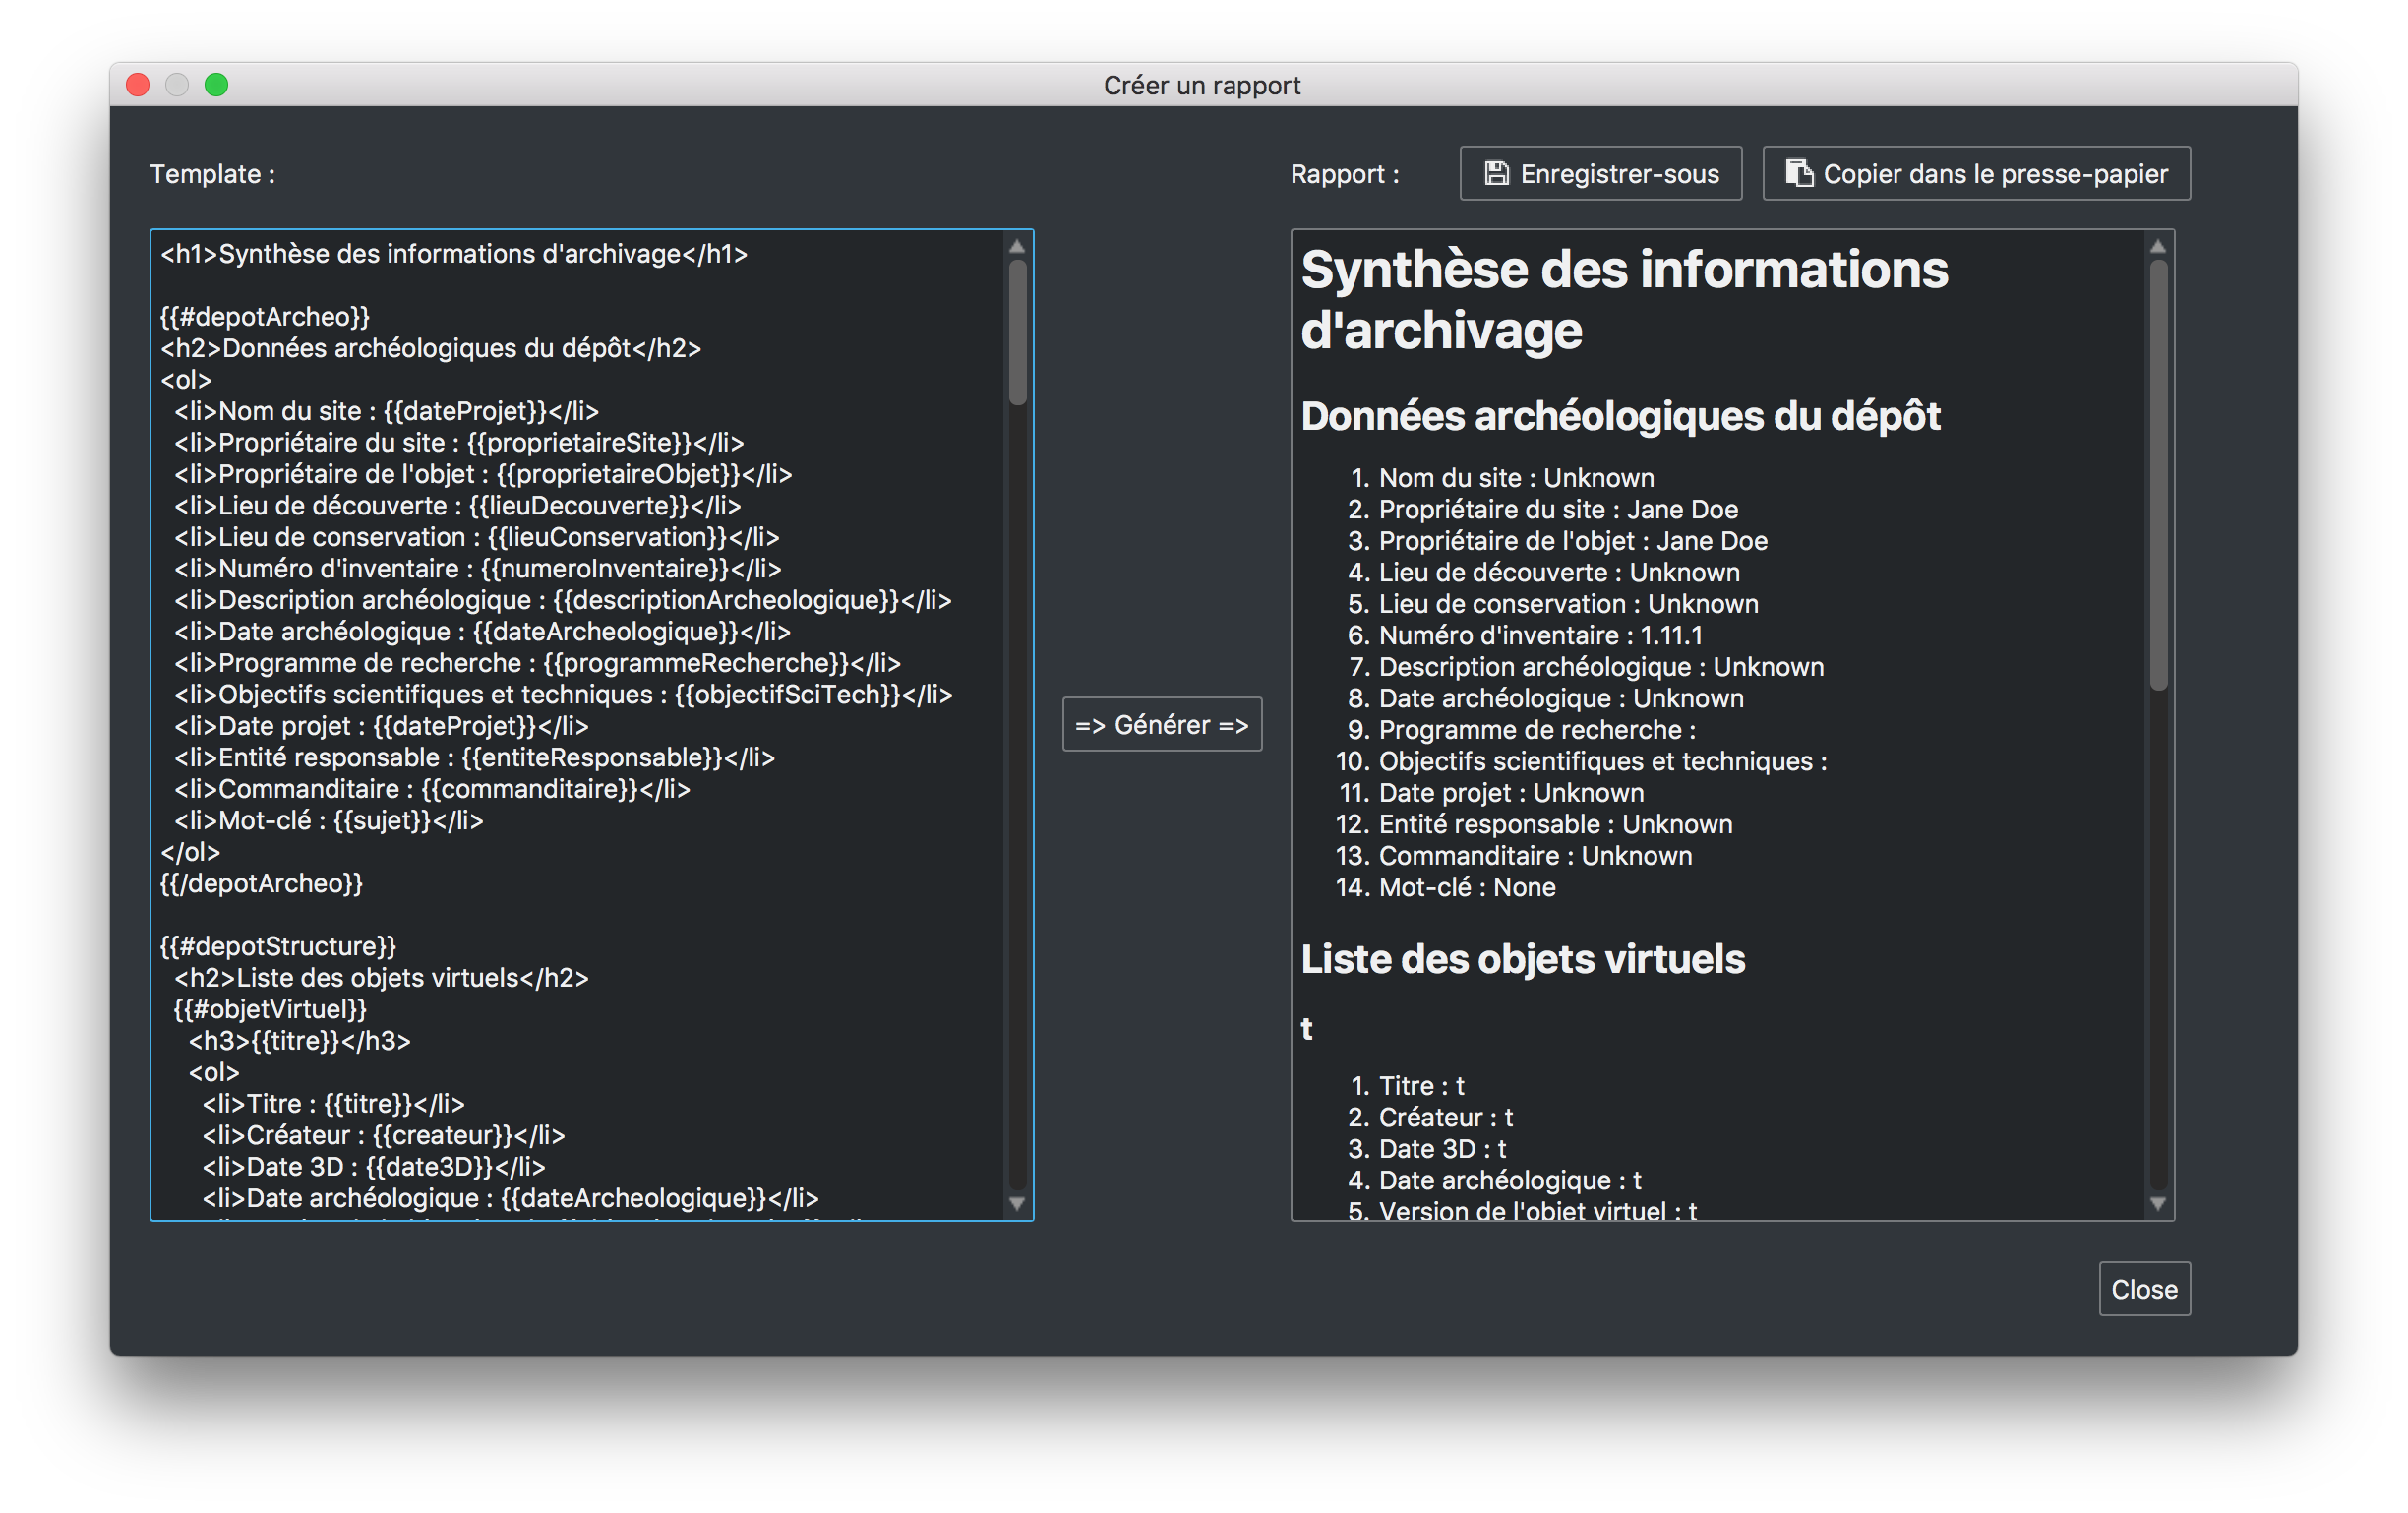 Créer un rapport
Template :
<h1>Synthèse des informations d'archivage</h1>
{{#depotArcheo}}
<h2>Données archéologiques du dépôt</h2>
<ol>
<li>Nom du site : {{dateProjet}}</li>
<li>Propriétaire du site : {{proprietaireSite}}</li>
<li>Propriétaire de l'objet : {{proprietaireObjet}}</li>
<li>Lieu de découverte : {{lieuDecouverte}}</li>
<li>Lieu de conservation : {{lieuConservation}}</li>
<li>Numéro d'inventaire : {{numeroInventaire}}</li>
<li>Description archéologique : {{descriptionArcheologique}}</li>
<li>Date archéologique : {{dateArcheologique}}</li>
<li>Programme de recherche : {{programmeRecherche}}</li>
<li>Objectifs scientifiques et techniques : {{objectifSciTech}}</li>
<li>Date projet : {{dateProjet}}</li>
<li>Entité responsable : {{entiteResponsable}}</li>
<li>Commanditaire : {{commanditaire}}</li>
<li>Mot-clé : {{sujet}}</li>
</ol>
{{/depotArcheo}}
{{#depotStructure}}
<h2>Liste des objets virtuels</h2>
{{#objetVirtuel}}
<h3>{{titre}}</h3>
<ol>
<li>Titre : {{titre}}</li>
<li>Créateur : {{createur}}</li>
<li>Date 3D : {{date3D}}</li>
<li>Date archéologique : {{dateArcheologique}}</li>
=> Générer =>
Rapport :
Enregistrer-sous
Copier dans le presse-papier
Synthèse des informations
d'archivage
Données archéologiques du dépôt
1. Nom du site : Unknown
2. Propriétaire du site : Jane Doe
3. Propriétaire de l'objet : Jane Doe
4. Lieu de découverte : Unknown
5. Lieu de conservation : Unknown
6. Numéro d'inventaire : 1.11.1
7. Description archéologique : Unknown
8. Date archéologique : Unknown
9. Programme de recherche :
10. Objectifs scientifiques et techniques :
11. Date projet : Unknown
12. Entité responsable : Unknown
13. Commanditaire : Unknown
14. Mot-clé : None
Liste des objets virtuels
t
1. Titre : t
2. Créateur : t
3. Date 3D : t
4. Date archéologique : t
5. Version de l'objet virtuel : t
Close